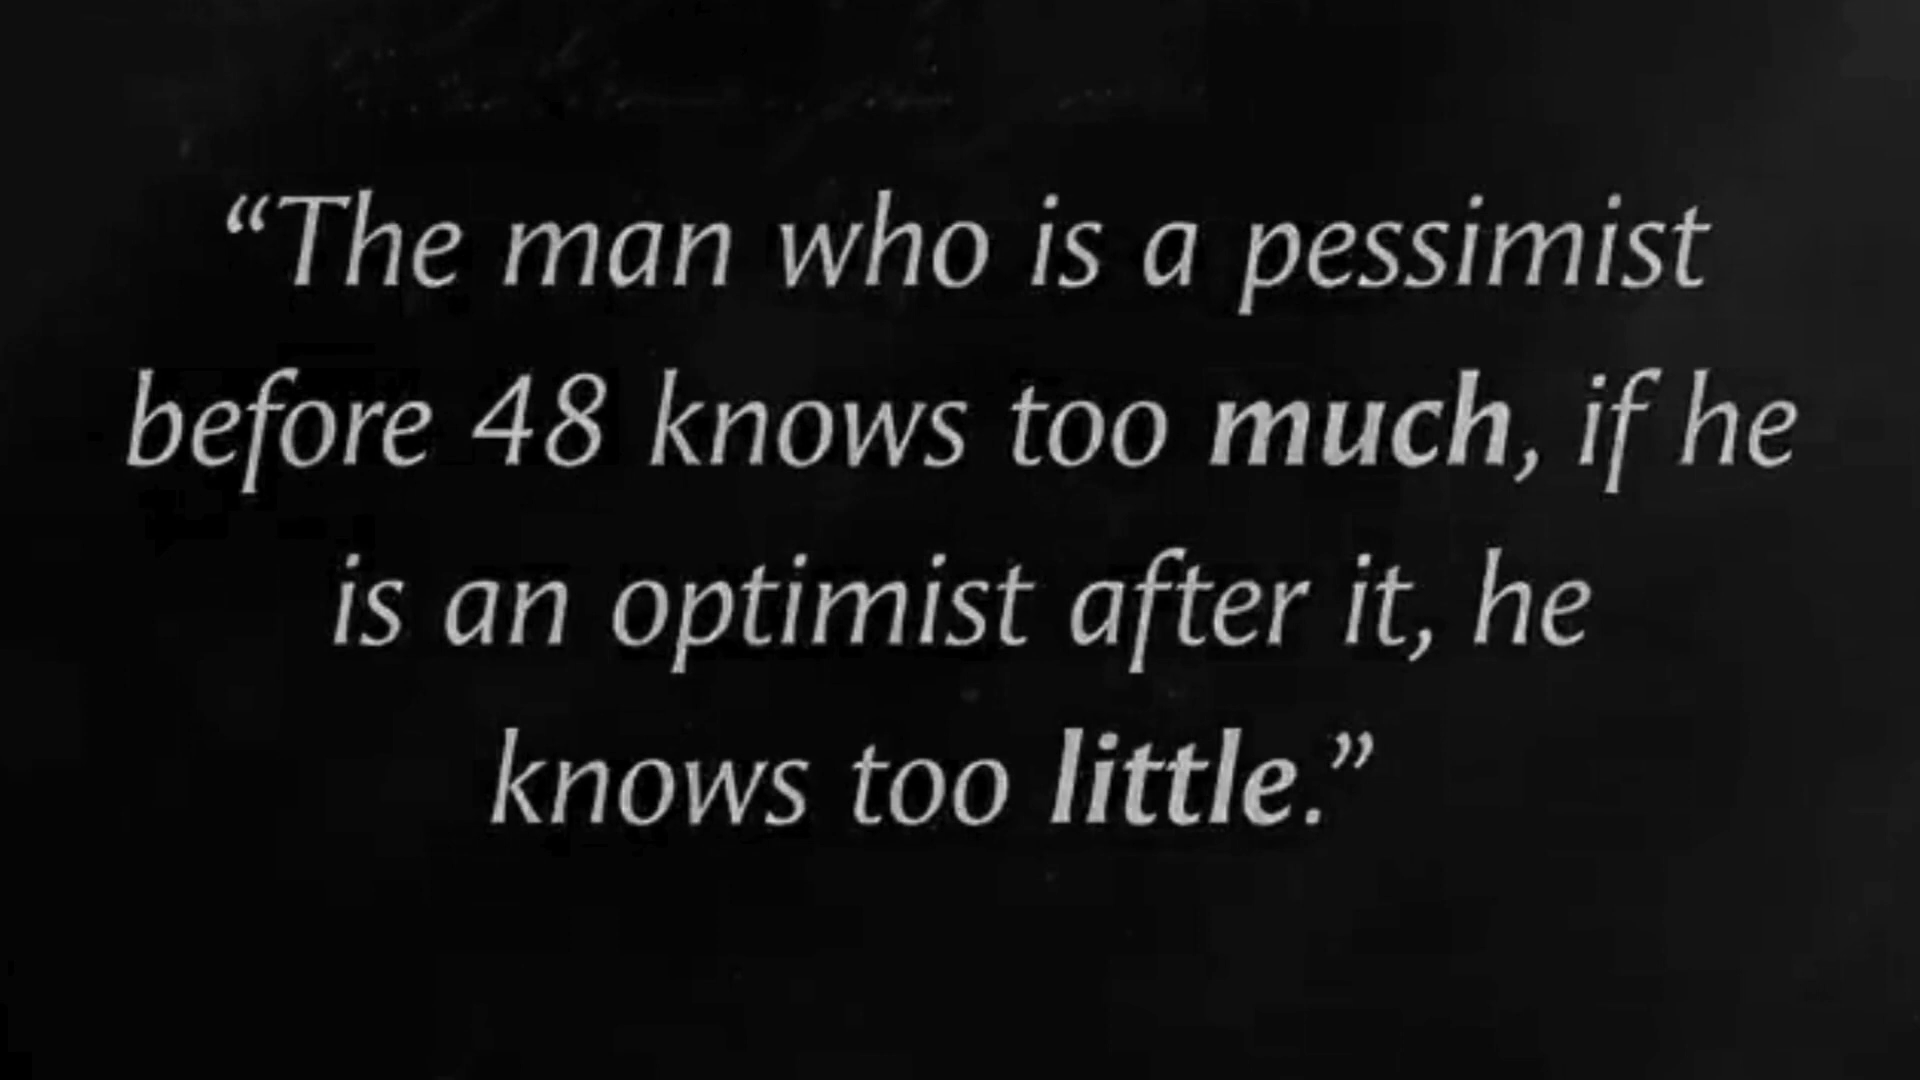 “The man who is a pessimist
before 48 knows too much, if he
is an optimist after it, he
knows too little.”